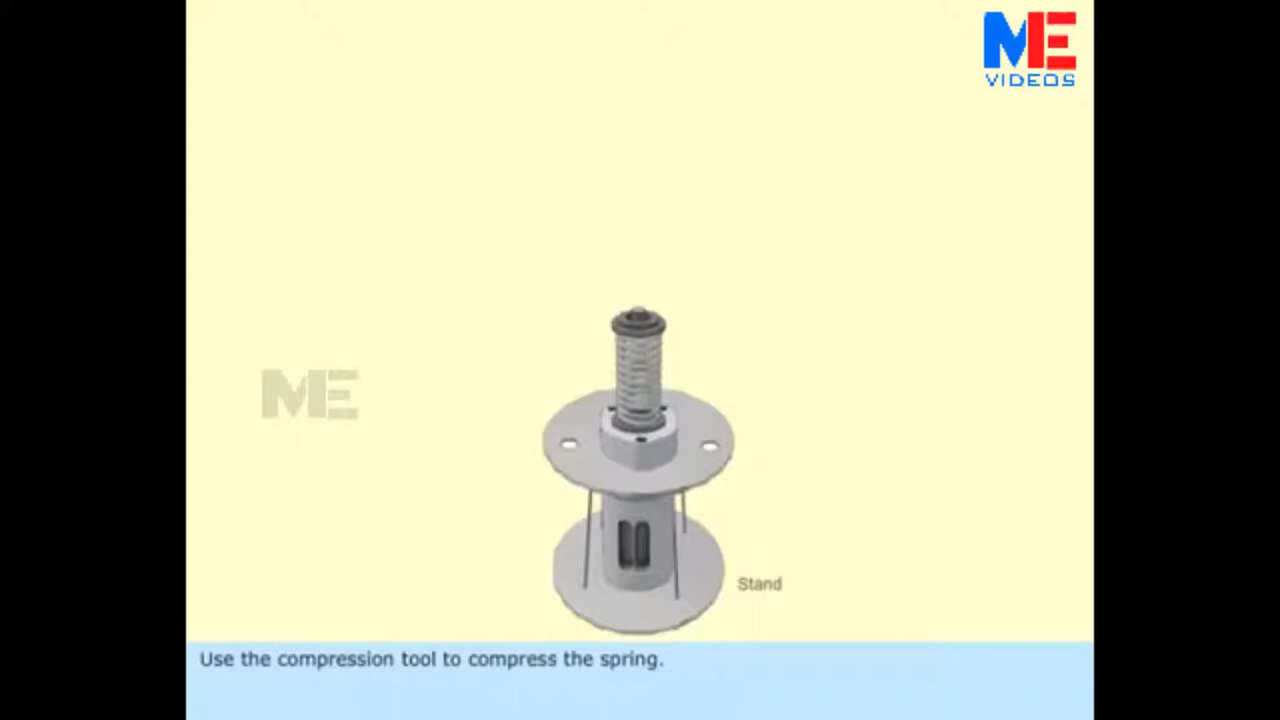 ME
VIDEOS
ME
Stand
Use the compression tool to compress the spring.